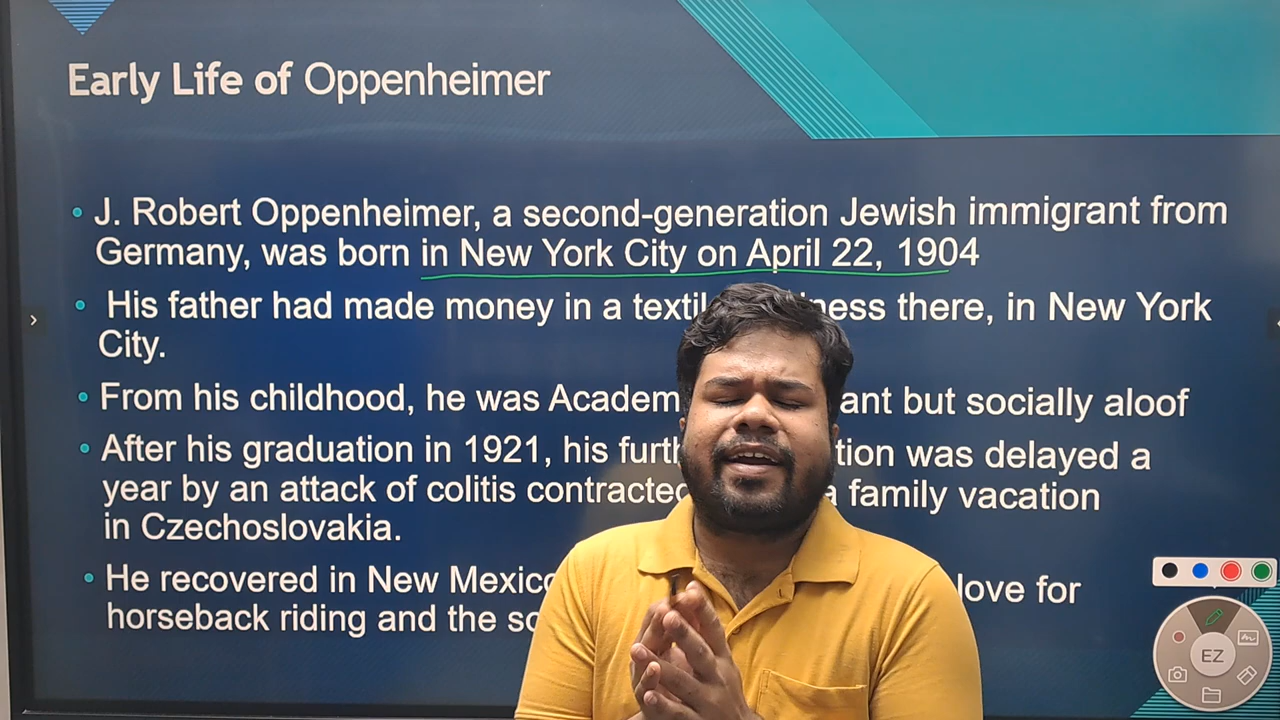 Early Life of Oppenheimer
• J. Robert Oppenheimer, a second-generation Jewish immigrant from
Germany, was born in New York City on April 22, 1904
• His father had made money in a textil ness there, in New York
City.
• From his childhood, he was Academ ant but socially aloof
• After his graduation in 1921, his furth tion was delayed a
year by an attack of colitis contracted a family vacation
in Czechoslovakia.
• He recovered in New Mexico love for
horseback riding and the so
EZ